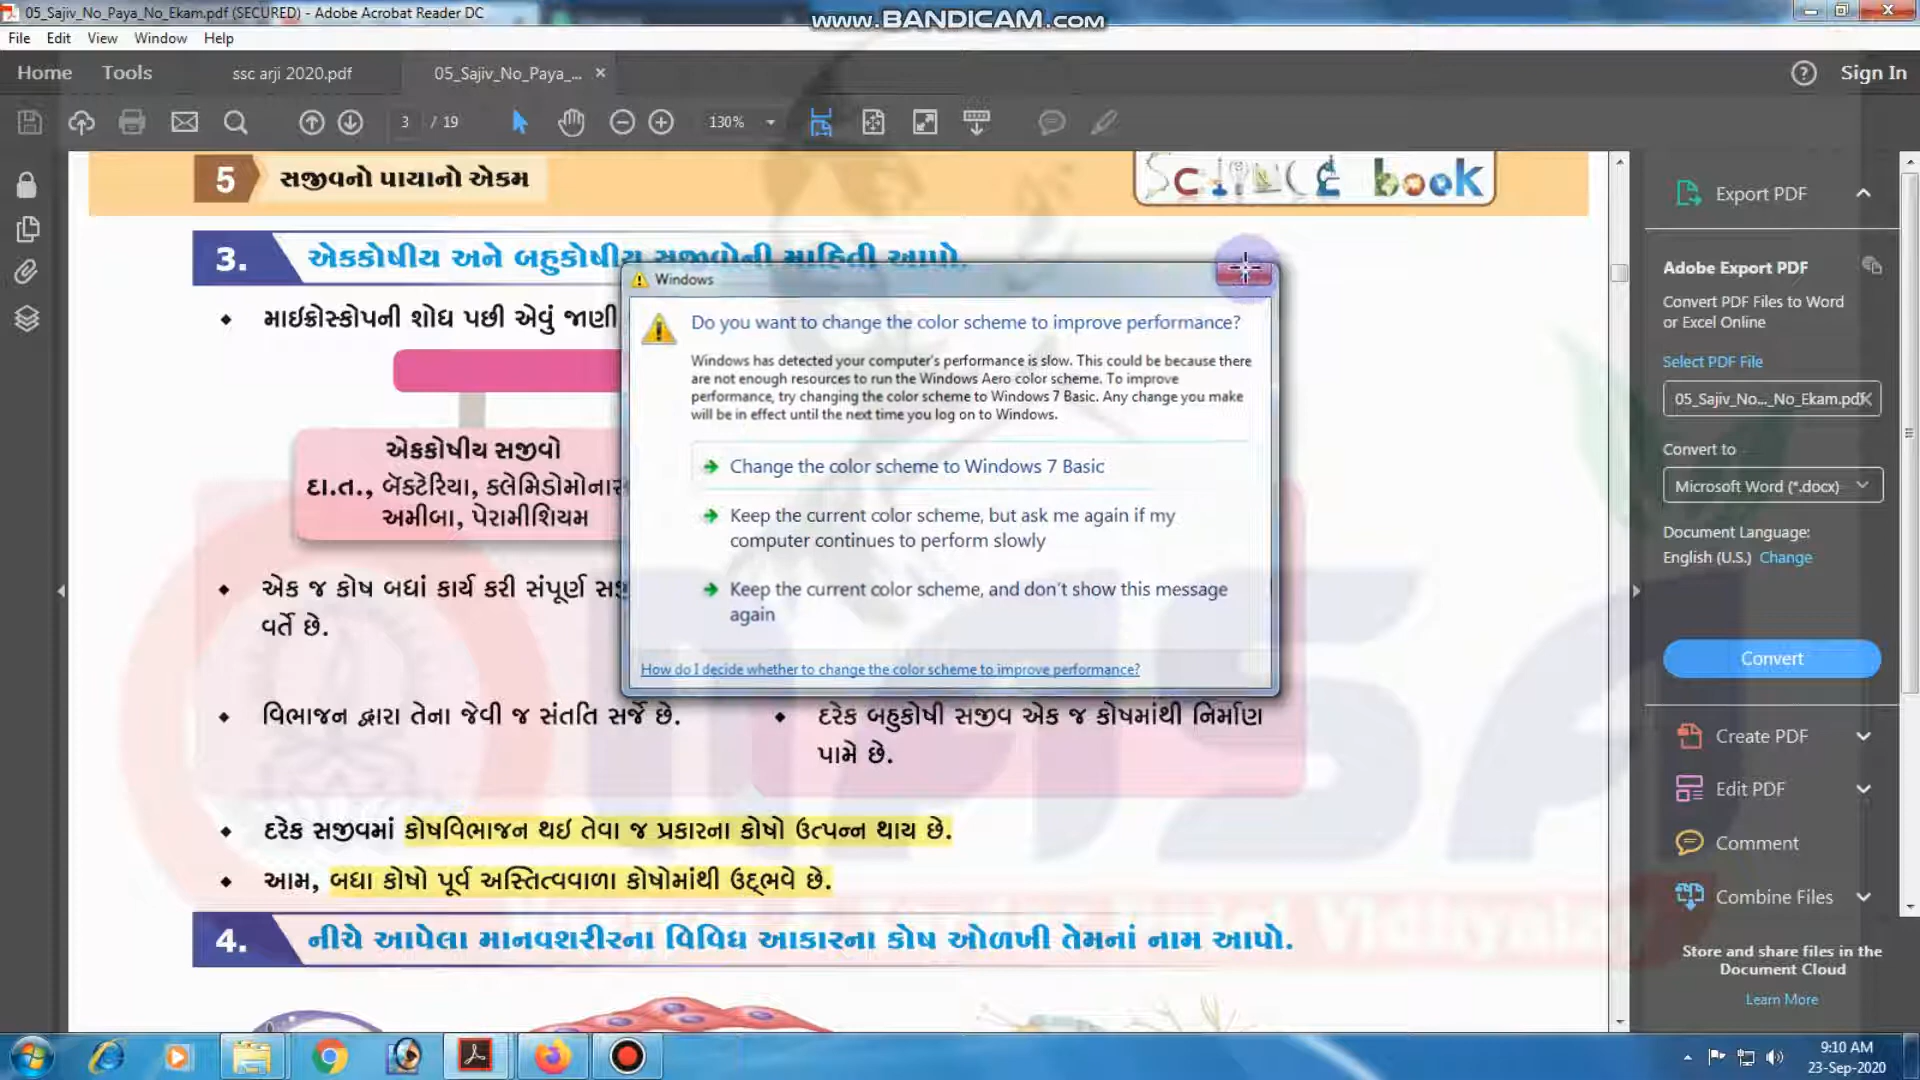 05_Sajiv_No_Paya_No_Ekam.pdf (SECURED) - Adobe Acrobat Reader DC
www.BANDICAM.com
File Edit View Window Help
Home Tools ssc arji 2020.pdf 05_Sajiv_No_Paya_... Sign In
3 / 19 130%
5 સજીવનો પાયાનો એકમ
Science book
3. એકકોષીય અને બહુકોષીય સજીવોની માહિતી આપો.
માઈક્રોસ્કોપની શોધ પછી એવું જાણી
એકકોષીય સજીવો
દા.ત., બૅક્ટેરિયા, ક્લેમિડોમોનાસ
અમીબા, પેરામીશિયમ
એક જ કોષ બધાં કાર્ય કરી સંપૂર્ણ
વર્તે છે.
વિભાજન દ્વારા તેના જેવી જ સંતતિ સર્જે છે.
દરેક બહુકોષી સજીવ એક જ કોષમાંથી નિર્માણ
પામે છે.
દરેક સજીવમાં કોષવિભાજન થઈ તેવા જ પ્રકારના કોષો ઉત્પન્ન થાય છે.
આમ, બધા કોષો પૂર્વ અસ્તિત્વવાળા કોષોમાંથી ઉદ્ભવે છે.
4. નીચે આપેલા માનવશરીરના વિવિધ આકારના કોષ ઓળખી તેમનાં નામ આપો.
Windows
Do you want to change the color scheme to improve performance?
Windows has detected your computer's performance is slow. This could be because there
are not enough resources to run the Windows Aero color scheme. To improve
performance, try changing the color scheme to Windows 7 Basic. Any change you make
will be in effect until the next time you log on to Windows.
Change the color scheme to Windows 7 Basic
Keep the current color scheme, but ask me again if my
computer continues to perform slowly
Keep the current color scheme, and don't show this message
again
How do I decide whether to change the color scheme to improve performance?
Export PDF
Adobe Export PDF
Convert PDF Files to Word
or Excel Online
Select PDF File
05_Sajiv_No..._No_Ekam.pdf
Convert to
Microsoft Word (*.docx)
Document Language:
English (U.S.) Change
Convert
Create PDF
Edit PDF
Comment
Combine Files
Store and share files in the
Document Cloud
Learn More
9:10 AM
23-Sep-2020